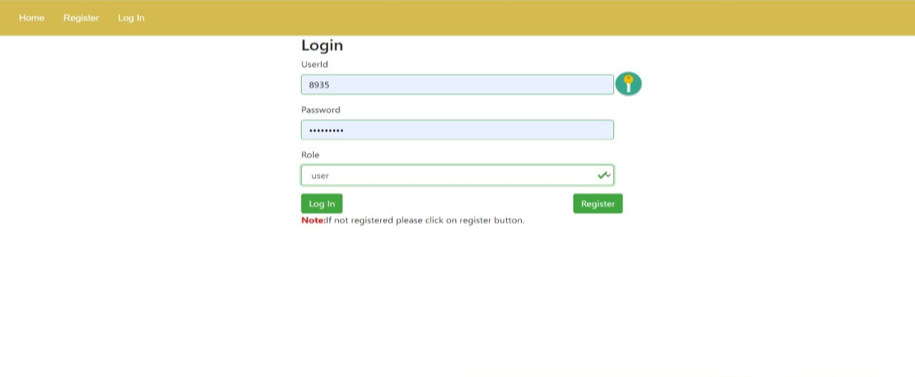 Home Register Log In
Login
UserId
8935
Password
•••••••••
Role
user
Log In Register
Note:If not registered please click on register button.